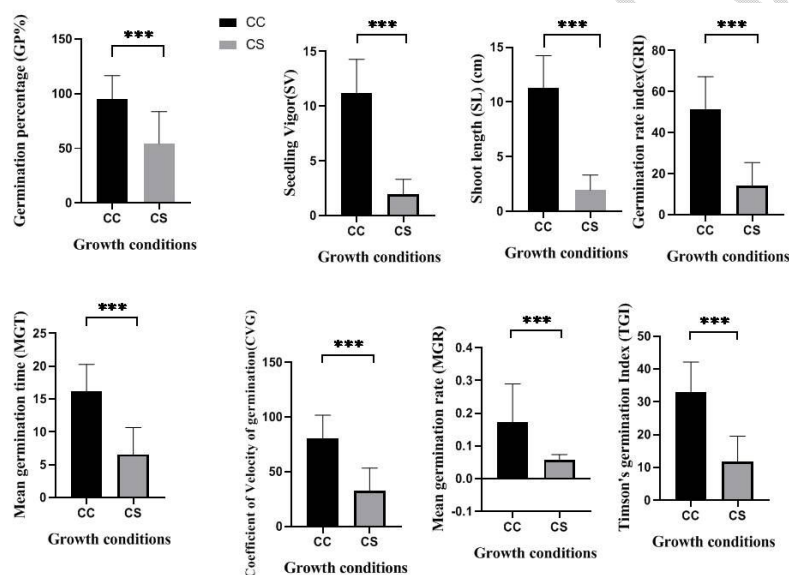 Germination percentage (GP%)
150
100
50
0
***
CC CS
Growth conditions
CC
CS
Seedling Vigor(SV)
15
10
5
0
***
CC CS
Growth conditions
Shoot length (SL) (cm)
15
10
5
0
***
CC CS
Growth conditions
Germination rate index(GRI)
80
60
40
20
0
***
CC CS
Growth conditions
Mean germination time (MGT)
25
20
15
10
5
0
***
CC CS
Growth conditions
Coefficient of Velocity of germination(CVG)
150
100
50
0
***
CC CS
Growth conditions
Mean germination rate (MGR)
0.4
0.3
0.2
0.1
0.0
-0.1
***
CC CS
Growth conditions
Timson's germination Index (TGI)
50
40
30
20
10
0
***
CC CS
Growth conditions